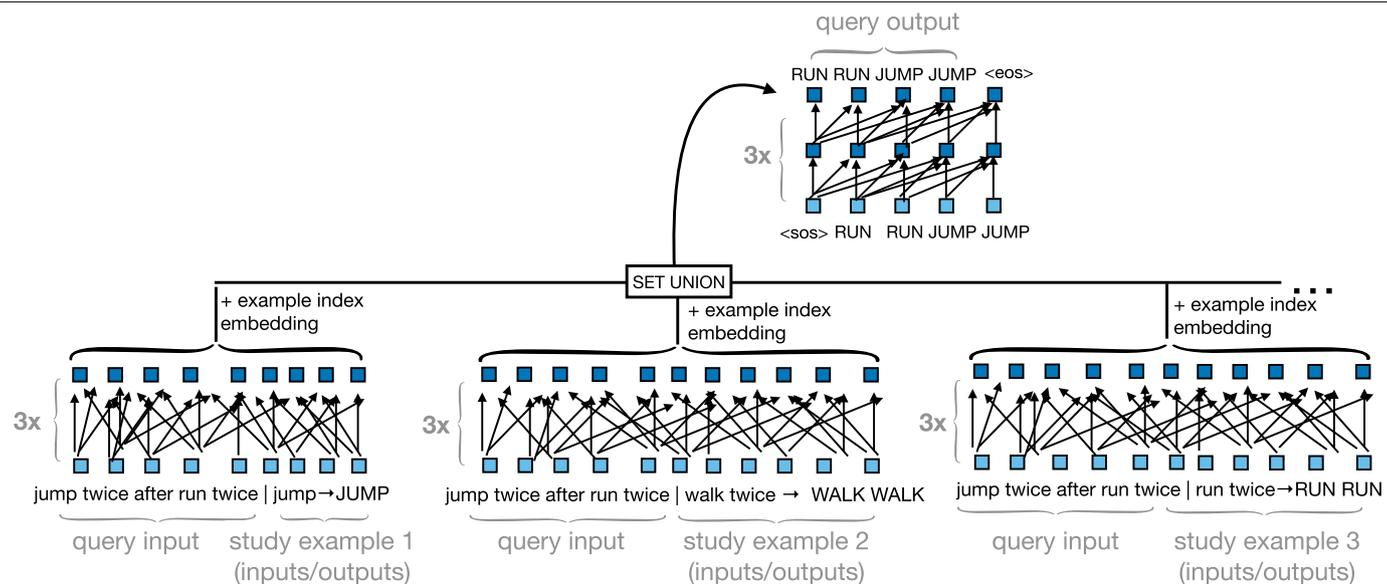 query output
RUN RUN JUMP JUMP <eos>
3x
<sos> RUN RUN JUMP JUMP
SET UNION
...
+ example index
embedding
+ example index
embedding
+ example index
embedding
3x
3x
3x
jump twice after run twice | jump→JUMP
jump twice after run twice | walk twice → WALK WALK
jump twice after run twice | run twice→RUN RUN
query input
study example 1
(inputs/outputs)
query input
study example 2
(inputs/outputs)
query input
study example 3
(inputs/outputs)